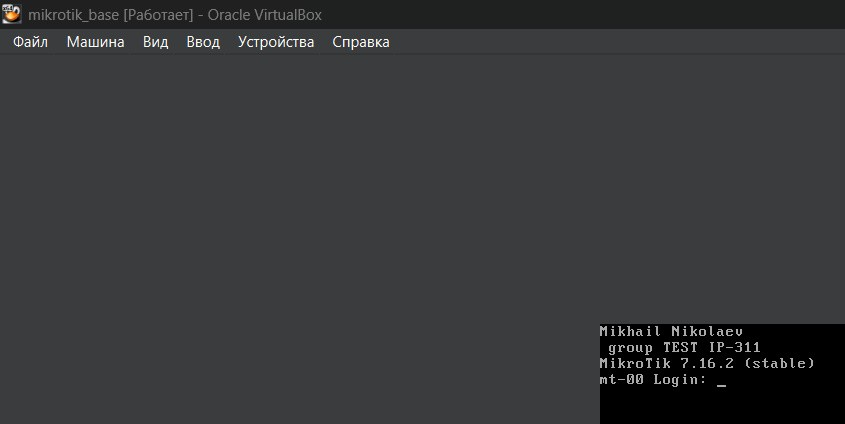 mikrotik_base [Работает] - Oracle VirtualBox
Файл Машина Вид Ввод Устройства Справка
Mikhail Nikolaev
group TEST IP-311
MikroTik 7.16.2 (stable)
mt-00 Login: _